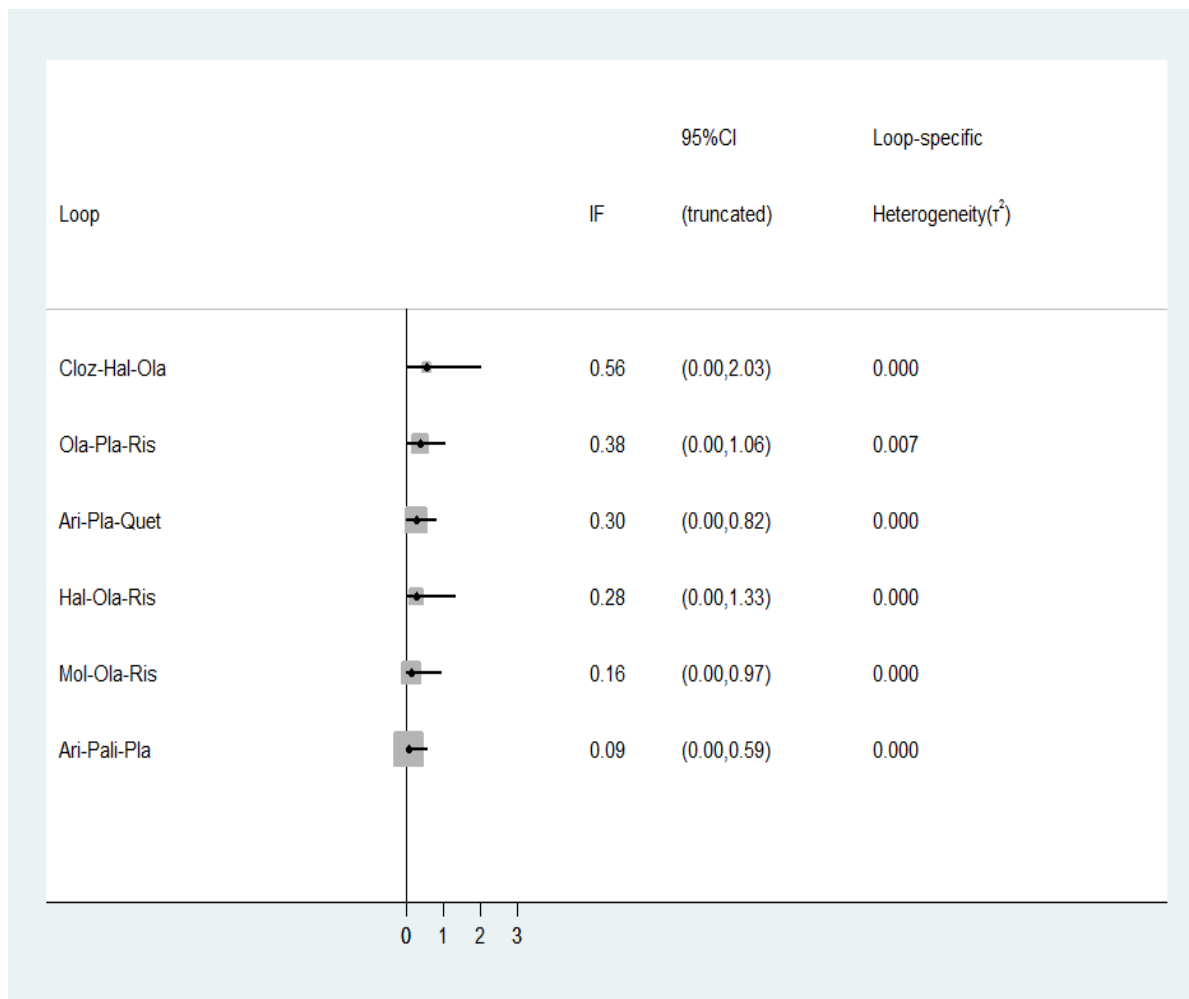 95%CI Loop-specific
Loop IF (truncated) Heterogeneity(τ²)
Cloz-Hal-Ola 0.56 (0.00,2.03) 0.000
Ola-Pla-Ris 0.38 (0.00,1.06) 0.007
Ari-Pla-Quet 0.30 (0.00,0.82) 0.000
Hal-Ola-Ris 0.28 (0.00,1.33) 0.000
Mol-Ola-Ris 0.16 (0.00,0.97) 0.000
Ari-Pali-Pla 0.09 (0.00,0.59) 0.000
0 1 2 3